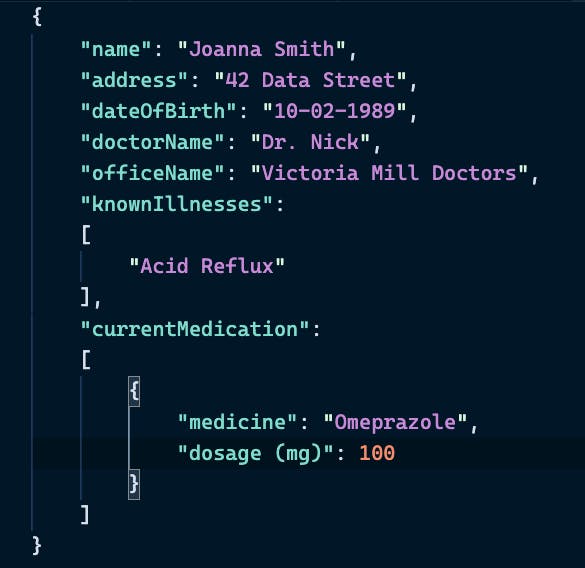 {
    "name": "Joanna Smith",
    "address": "42 Data Street",
    "dateOfBirth": "10-02-1989",
    "doctorName": "Dr. Nick",
    "officeName": "Victoria Mill Doctors",
    "knownIllnesses":
    [
        "Acid Reflux"
    ],
    "currentMedication":
    [
        {
            "medicine": "Omeprazole",
            "dosage (mg)": 100
        }
    ]
}